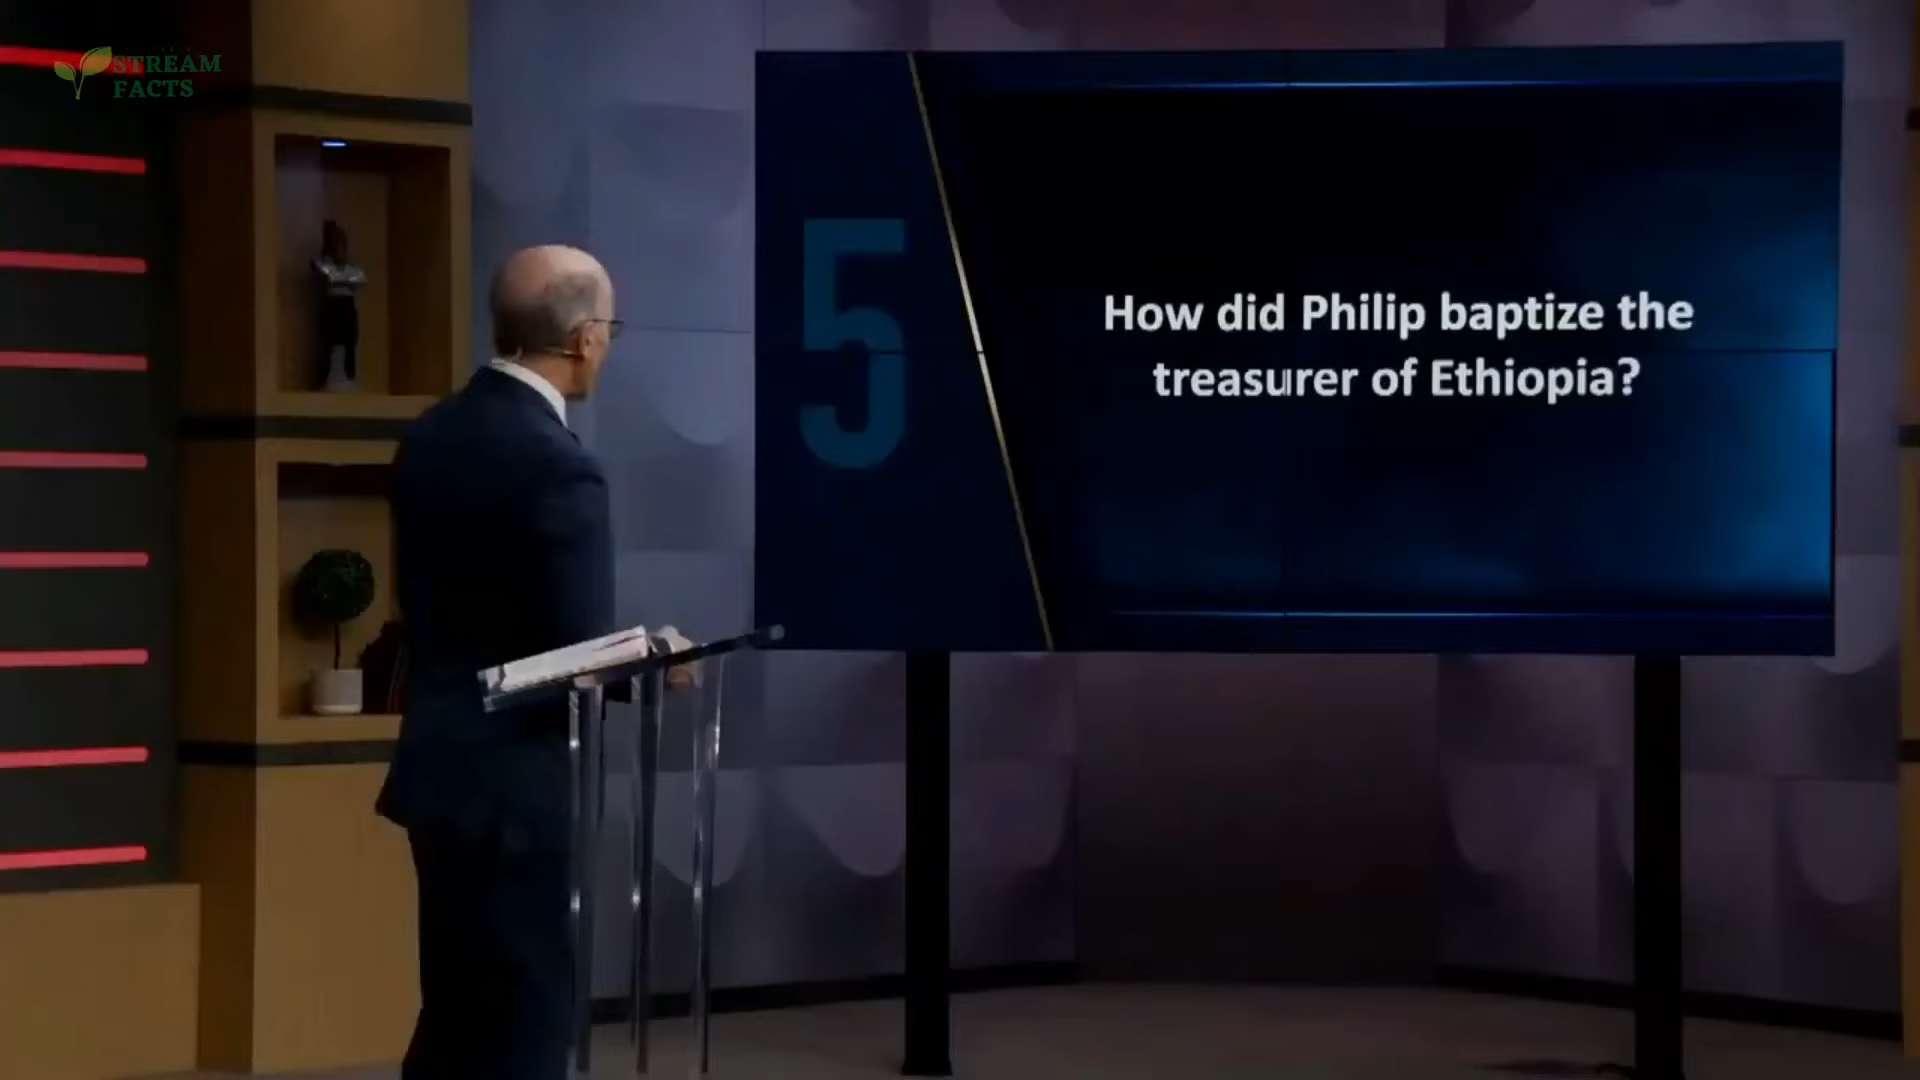 STREAM
FACTS
5
How did Philip baptize the
treasurer of Ethiopia?